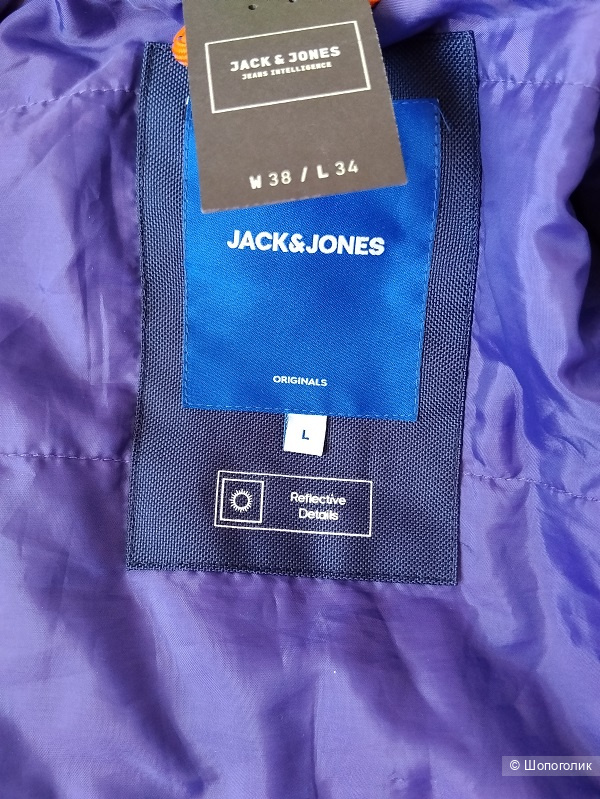 JACK & JONES
JEANS INTELLIGENCE
W 38 / L 34
JACK&JONES
ORIGINALS
L
Reflective
Details
© Шопоголик